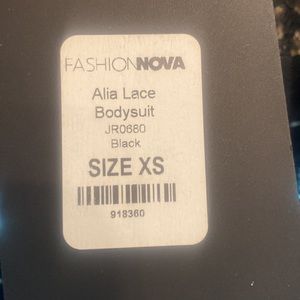 FASHIONNOVA
Alia Lace
Bodysuit
JR0680
Black
SIZE XS
918360